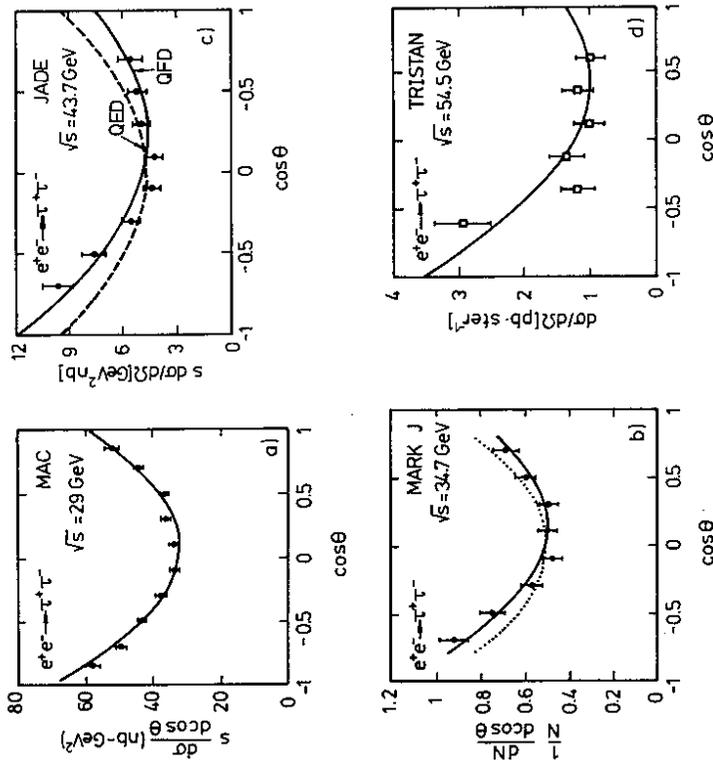 80
60
40
20
0
s dσ/dcosθ (nb·GeV²)
e⁺e⁻→τ⁺τ⁻
MAC
√s = 29 GeV
a)
-1
-0.5
0
0.5
1
cosθ
12
9
6
3
0
s dσ/dΩ[GeV²nb]
e⁺e⁻→τ⁺τ⁻
JADE
√s = 43.7 GeV
c)
QED
QFD
-1
-0.5
0
0.5
1
cosθ
1.2
1
0.8
0.6
0.4
0.2
0
1/N dN/dcosθ
e⁺e⁻→τ⁺τ⁻
MARK J
√s = 34.7 GeV
b)
-1
-0.5
0
0.5
1
cosθ
4
3
2
1
0
dσ/dΩ[pb·ster⁻¹]
e⁺e⁻→τ⁺τ⁻
TRISTAN
√s = 54.5 GeV
d)
-1
-0.5
0
0.5
1
cosθ